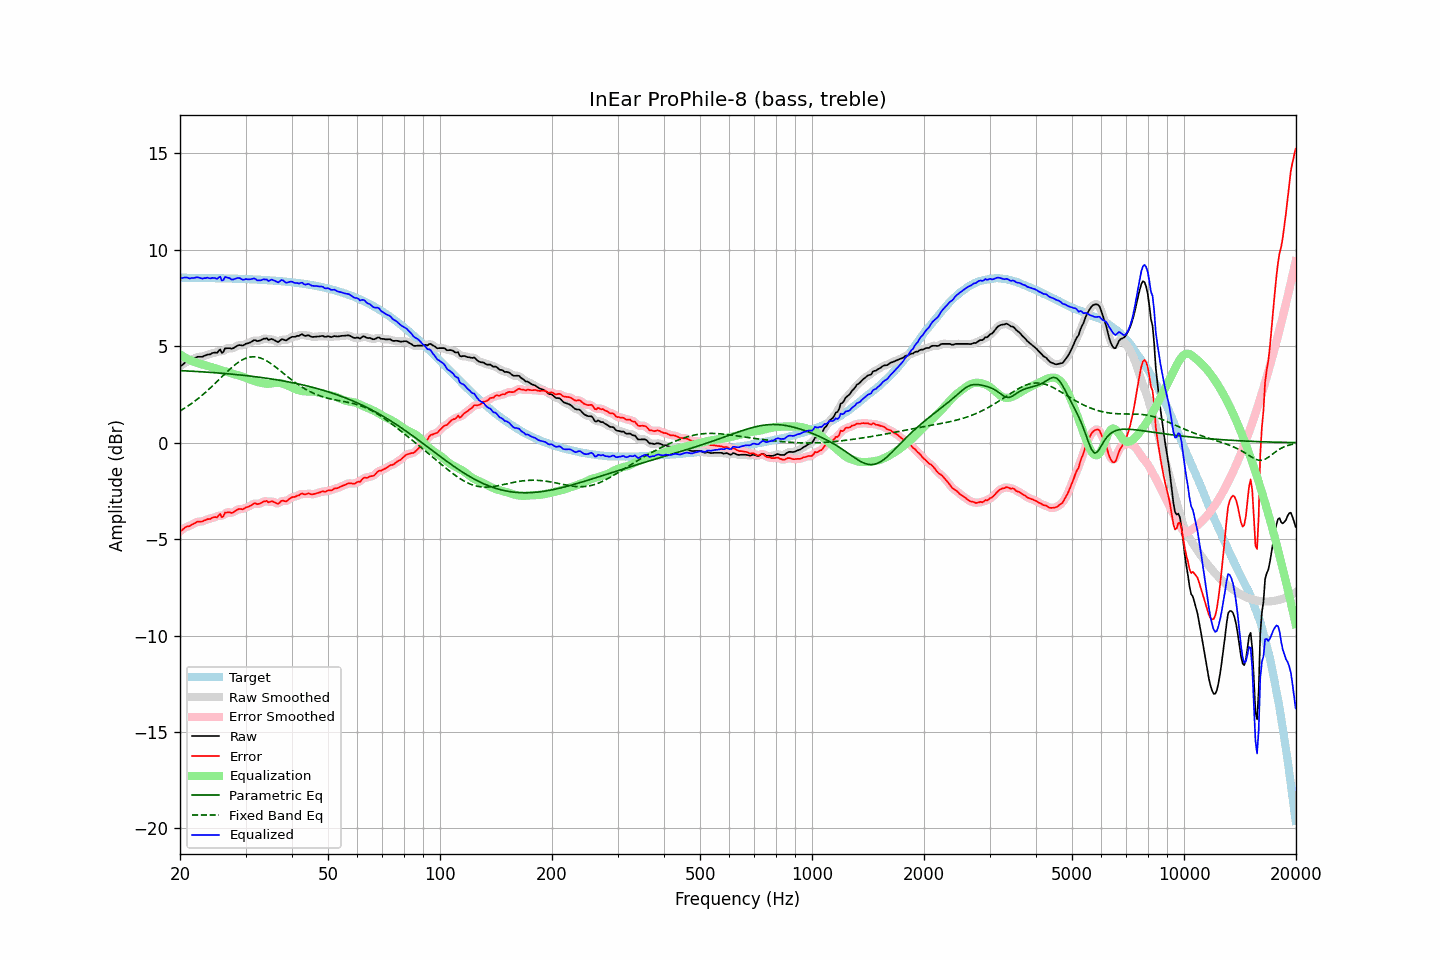 InEar ProPhile-8 (bass, treble)
Amplitude (dBr)
15
10
5
0
−5
−10
−15
−20
Target
Raw Smoothed
Error Smoothed
Raw
Error
Equalization
Parametric Eq
Fixed Band Eq
Equalized
20 50 100 200 500 1000 2000 5000 10000 20000
Frequency (Hz)